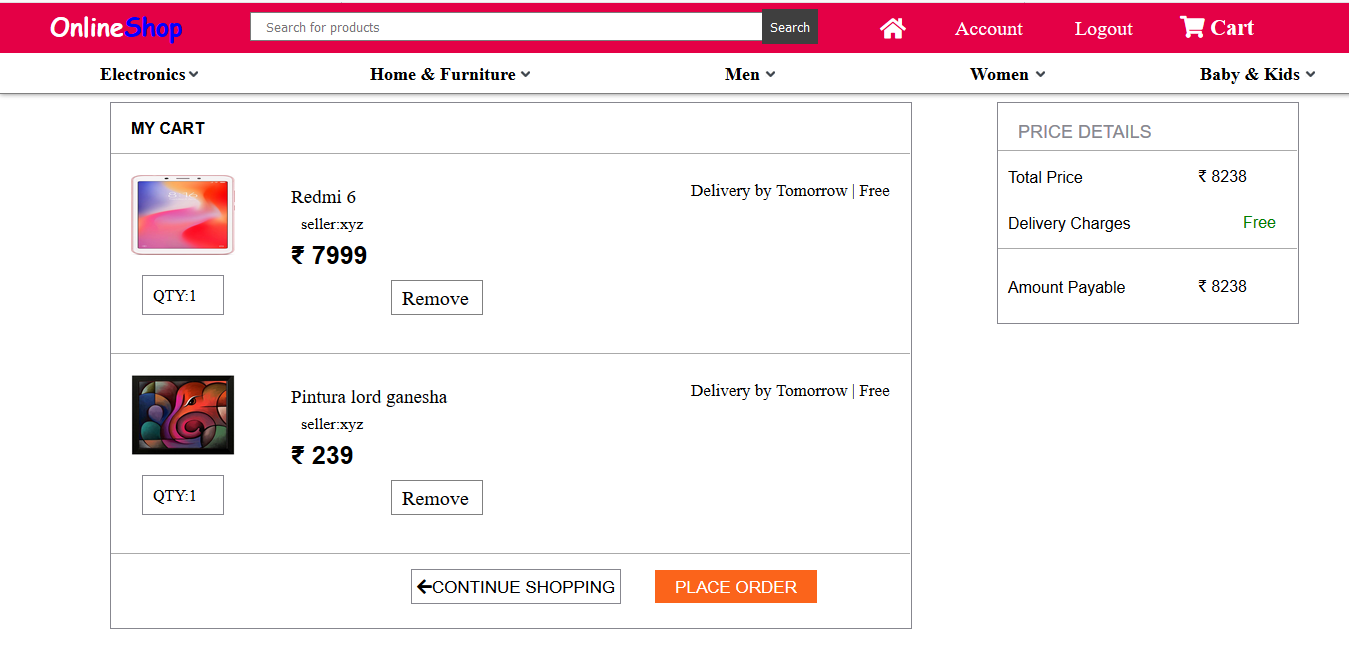 OnlineShop Search for products Search Account Logout Cart
Electronics Home & Furniture Men Women Baby & Kids
MY CART
Redmi 6 Delivery by Tomorrow | Free
seller:xyz
₹ 7999
QTY:1 Remove
Pintura lord ganesha Delivery by Tomorrow | Free
seller:xyz
₹ 239
QTY:1 Remove
CONTINUE SHOPPING PLACE ORDER
PRICE DETAILS
Total Price ₹ 8238
Delivery Charges Free
Amount Payable ₹ 8238